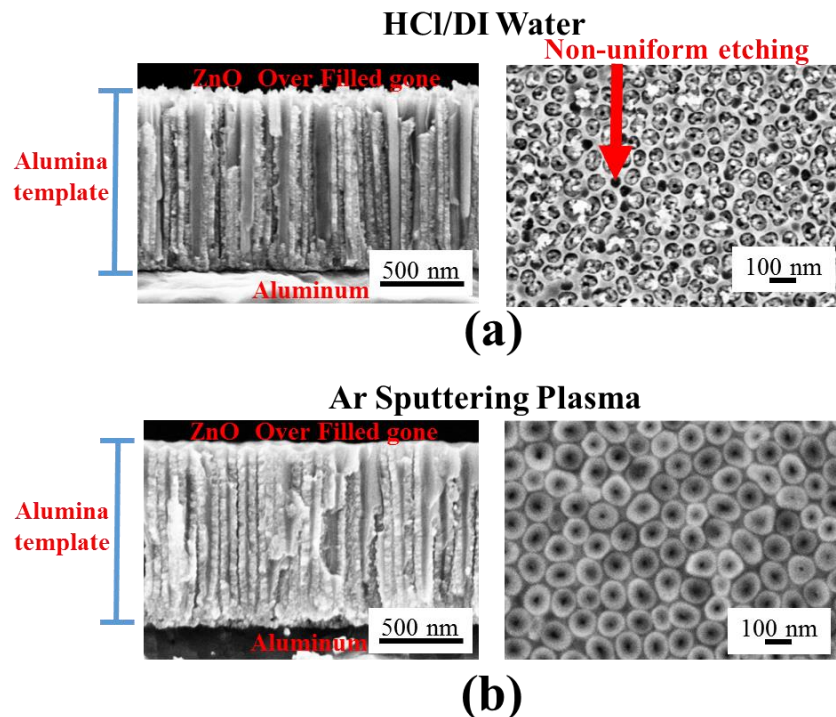 HCl/DI Water
Non-uniform etching
ZnO Over Filled gone
Alumina
template
500 nm
100 nm
Aluminum
(a)
Ar Sputtering Plasma
ZnO Over Filled gone
Alumina
template
500 nm
100 nm
Aluminum
(b)